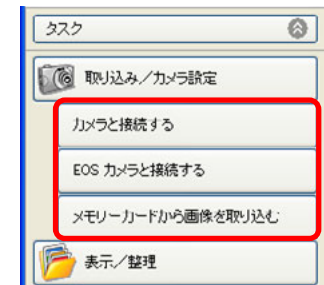 タスク
取り込み／カメラ設定
カメラと接続する
EOS カメラと接続する
メモリーカードから画像を取り込む
表示／整理